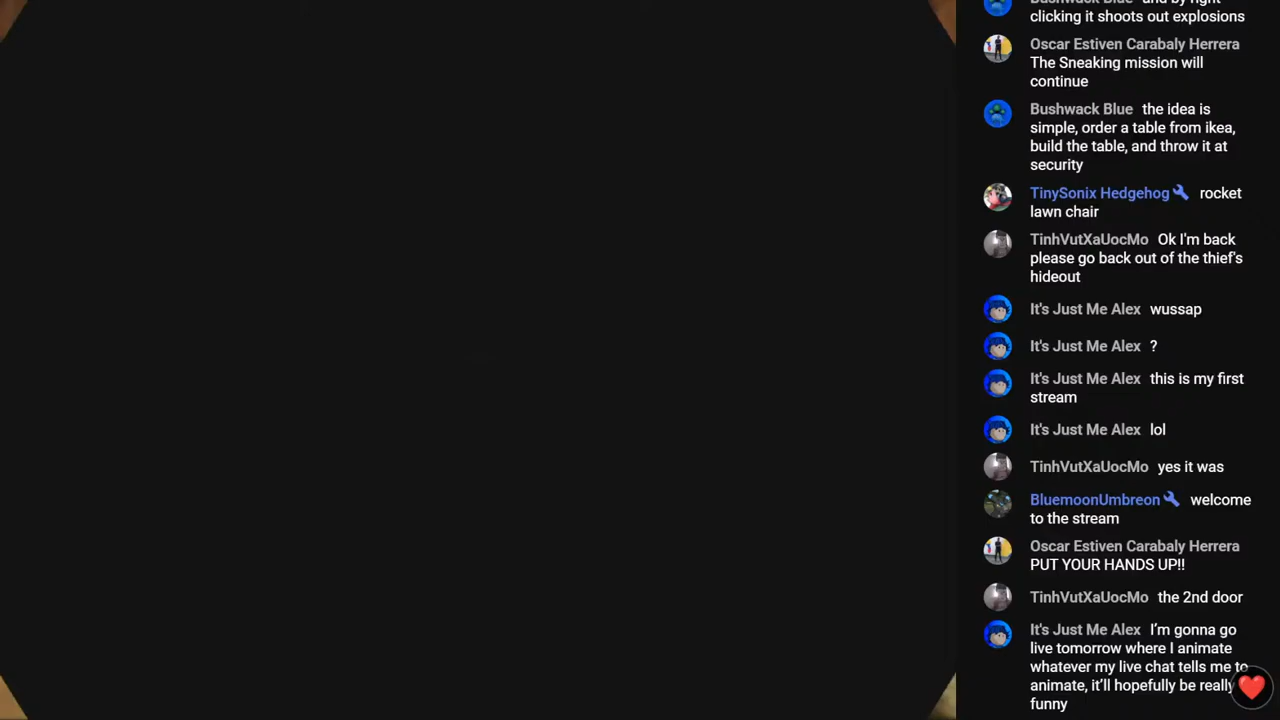 Bushwack Blue and by right
clicking it shoots out explosions
Oscar Estiven Carabaly Herrera
The Sneaking mission will
continue
Bushwack Blue the idea is
simple, order a table from ikea,
build the table, and throw it at
security
TinySonix Hedgehog rocket
lawn chair
TinhVutXaUocMo Ok I'm back
please go back out of the thief's
hideout
It's Just Me Alex wussap
It's Just Me Alex ?
It's Just Me Alex this is my first
stream
It's Just Me Alex lol
TinhVutXaUocMo yes it was
BluemoonUmbreon welcome
to the stream
Oscar Estiven Carabaly Herrera
PUT YOUR HANDS UP!!
TinhVutXaUocMo the 2nd door
It's Just Me Alex I’m gonna go
live tomorrow where I animate
whatever my live chat tells me to
animate, it’ll hopefully be really
funny